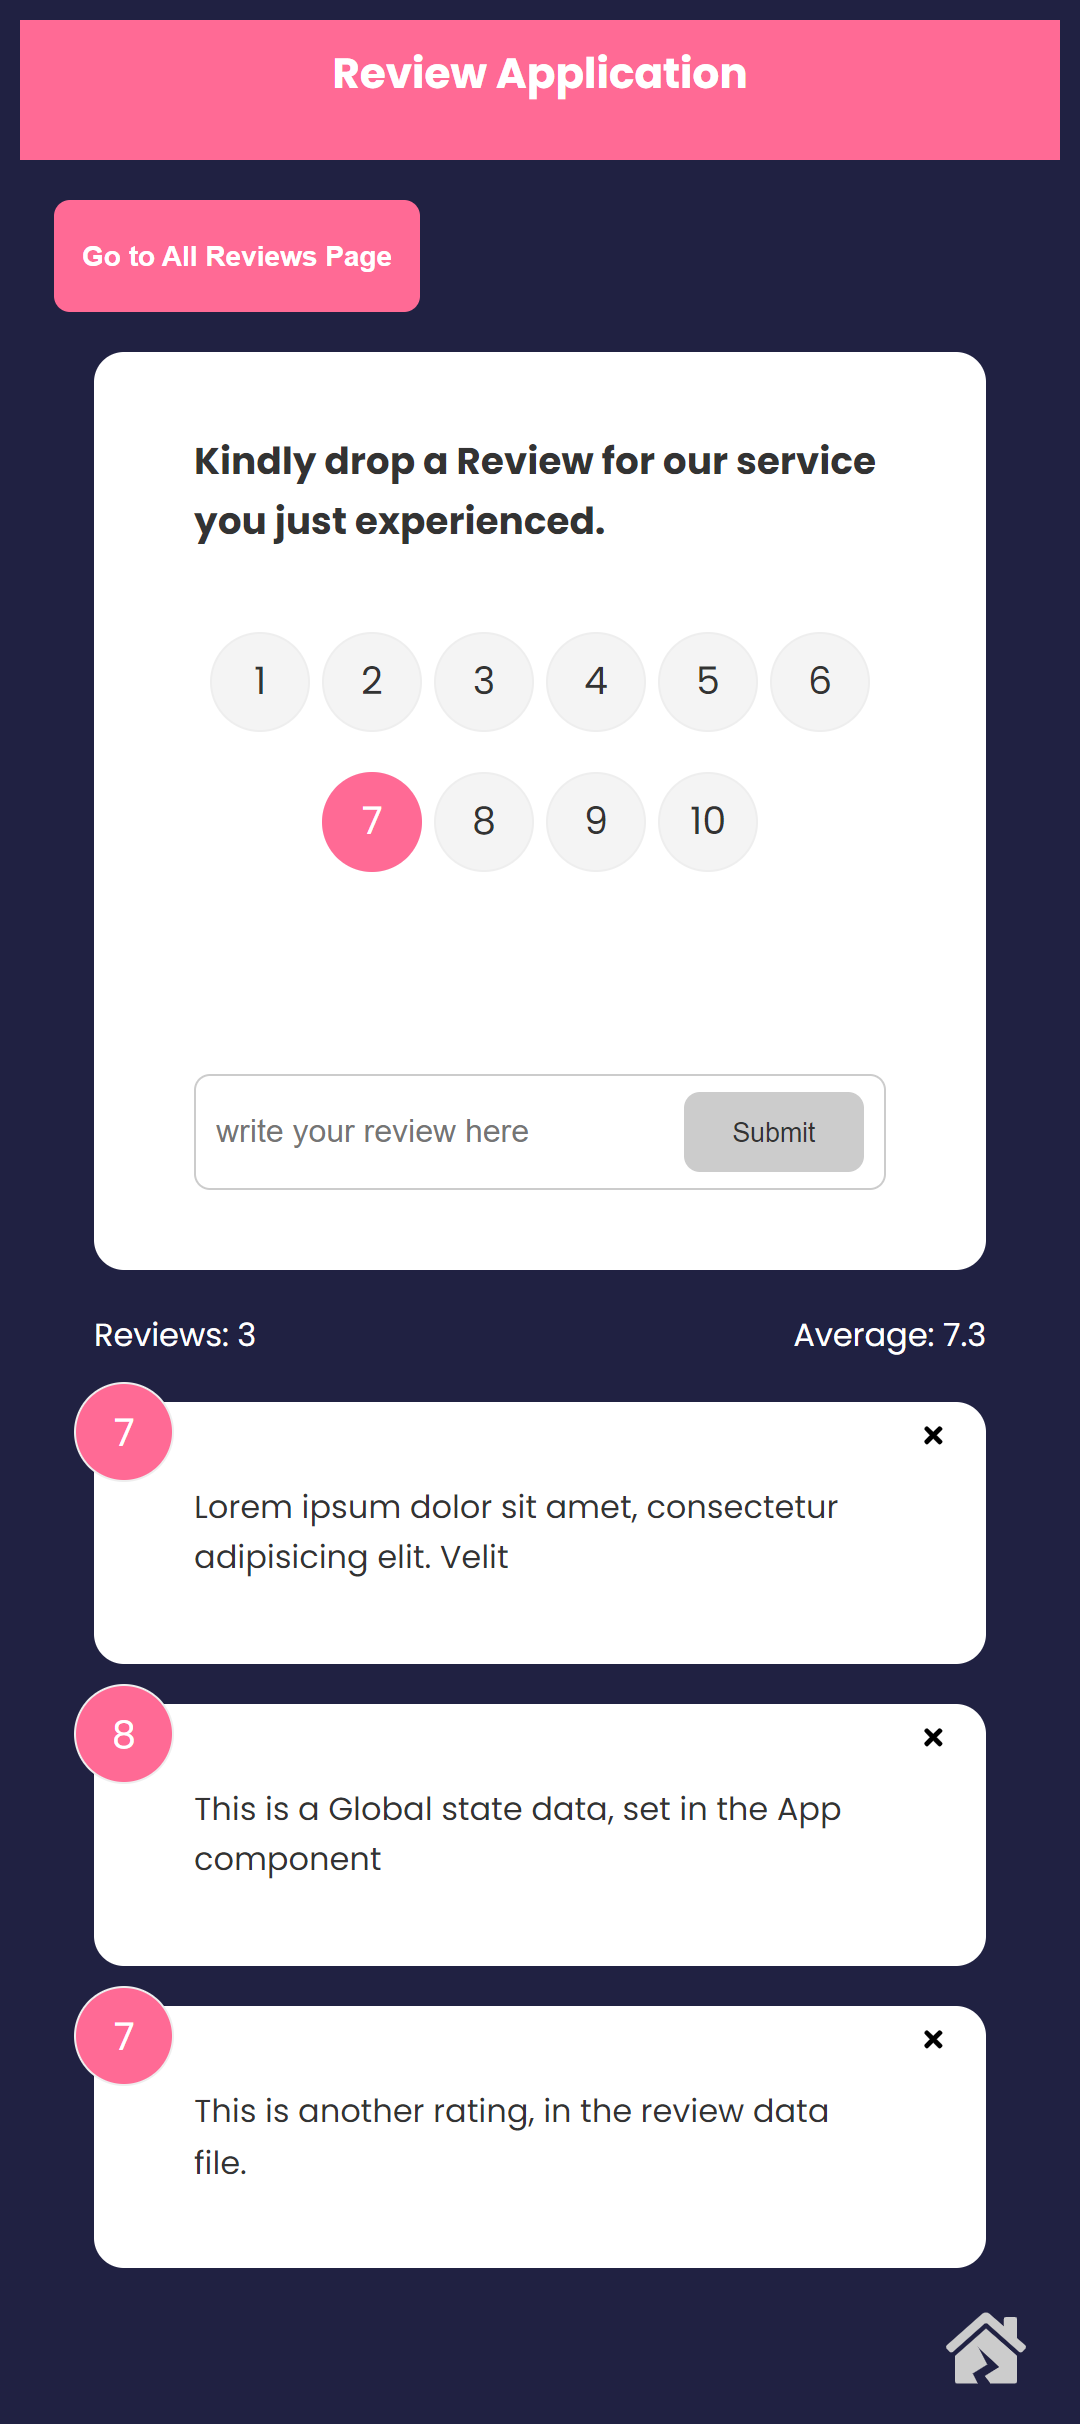 Review Application
Go to All Reviews Page
Kindly drop a Review for our service
you just experienced.
1 2 3 4 5 6
7 8 9 10
write your review here Submit
Reviews: 3 Average: 7.3
7
Lorem ipsum dolor sit amet, consectetur
adipisicing elit. Velit
8
This is a Global state data, set in the App
component
7
This is another rating, in the review data
file.